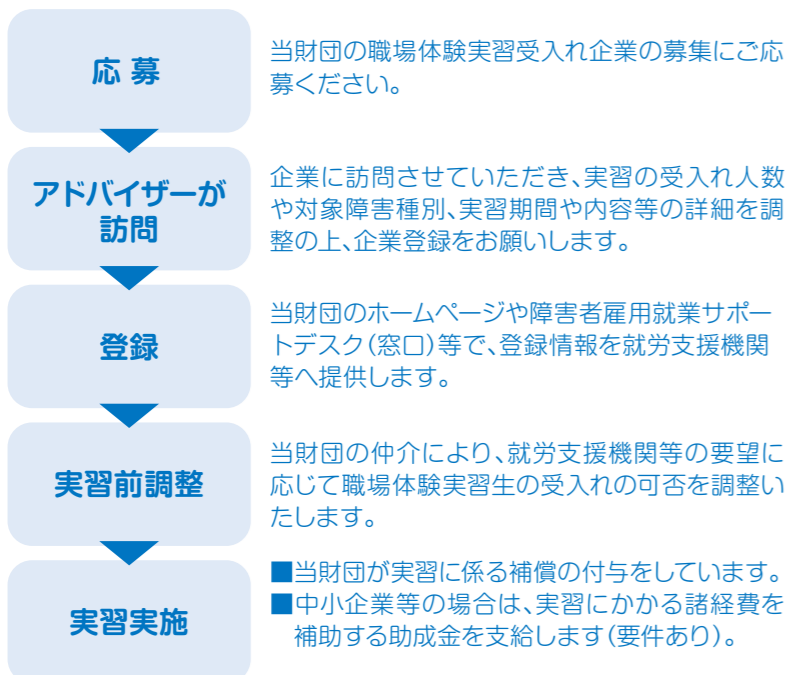 応 募
当財団の職場体験実習受入れ企業の募集にご応
募ください。
アドバイザーが
訪問
企業に訪問させていただき、実習の受入れ人数
や対象障害種別、実習期間や内容等の詳細を調
整の上、企業登録をお願いします。
登録
当財団のホームページや障害者雇用就業サポー
トデスク(窓口)等で、登録情報を就労支援機関
等へ提供します。
実習前調整
当財団の仲介により、就労支援機関等の要望に
応じて職場体験実習生の受入れの可否を調整い
たします。
実習実施
■当財団が実習に係る補償の付与をしています。
■中小企業等の場合は、実習にかかる諸経費を
補助する助成金を支給します(要件あり)。